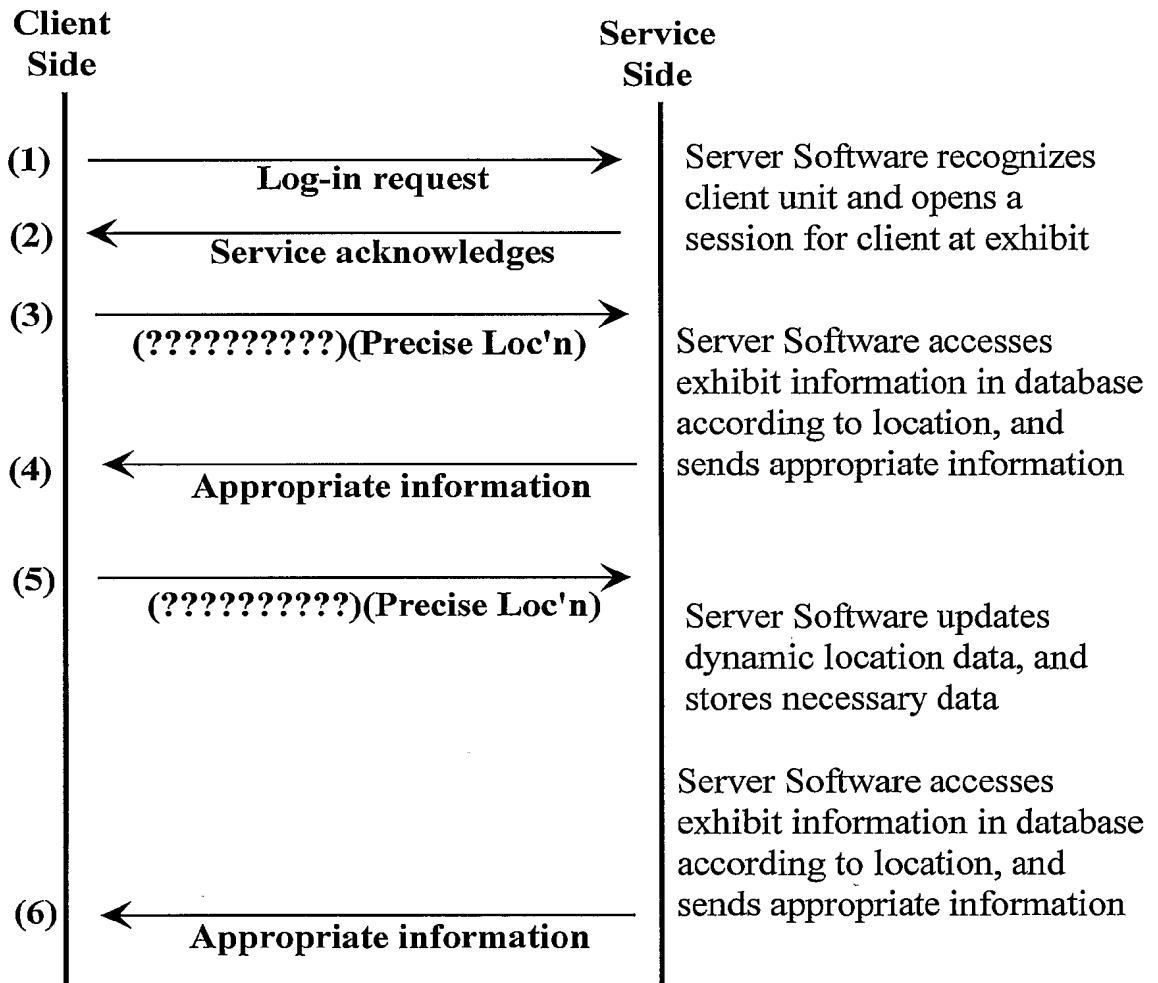 Client
Side
Service
Side
(1)
Log-in request
Server Software recognizes
client unit and opens a
session for client at exhibit
(2)
Service acknowledges
(3)
(??????????)(Precise Loc'n)
Server Software accesses
exhibit information in database
according to location, and
sends appropriate information
(4)
Appropriate information
(5)
(??????????)(Precise Loc'n)
Server Software updates
dynamic location data, and
stores necessary data
Server Software accesses
exhibit information in database
according to location, and
sends appropriate information
(6)
Appropriate information